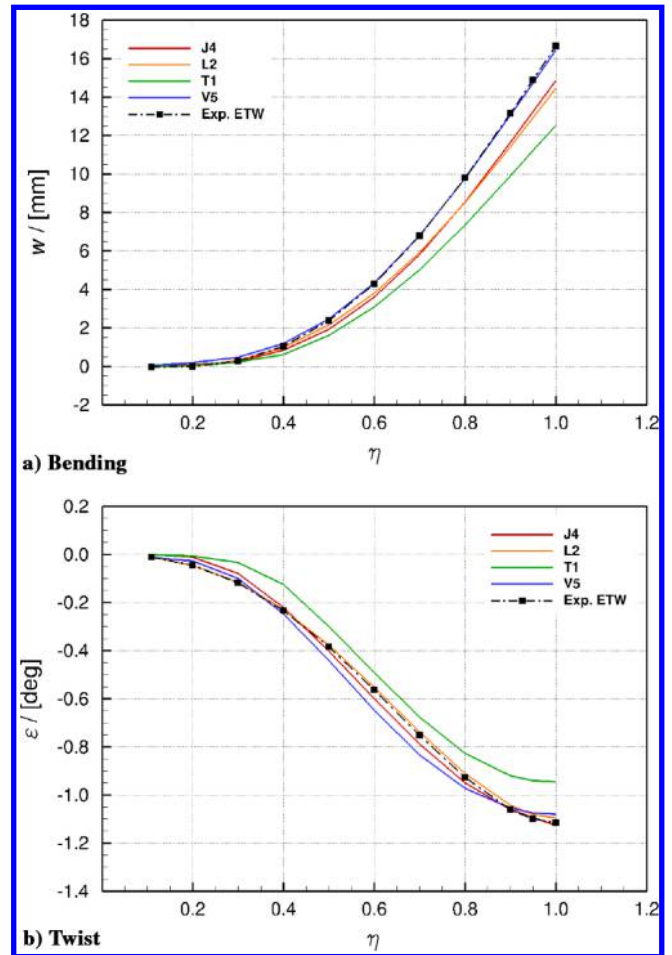 18
16
14
12
10
8
6
4
2
0
-2
w / [mm]
J4
L2
T1
V5
Exp. ETW
0.2 0.4 0.6 0.8 1.0 1.2
η
a) Bending
0.2
0.0
-0.2
-0.4
-0.6
-0.8
-1.0
-1.2
-1.4
ε / [deg]
J4
L2
T1
V5
Exp. ETW
0.2 0.4 0.6 0.8 1.0 1.2
η
b) Twist